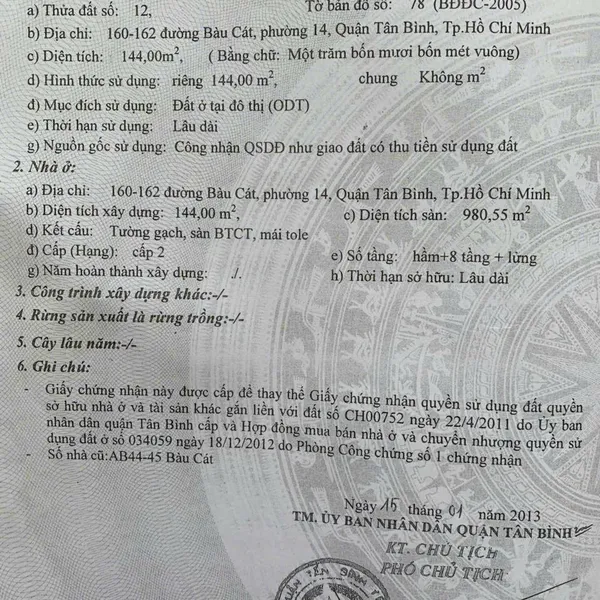 a) Thửa đất số: 12, Tờ bản đồ số: 78 (BĐĐC-2005)
b) Địa chỉ: 160-162 đường Bàu Cát, phường 14, Quận Tân Bình, Tp.Hồ Chí Minh
c) Diện tích: 144,00m², ( Bằng chữ: Một trăm bốn mươi bốn mét vuông)
d) Hình thức sử dụng: riêng 144,00 m², chung Không m²
đ) Mục đích sử dụng: Đất ở tại đô thị (ODT)
e) Thời hạn sử dụng: Lâu dài
g) Nguồn gốc sử dụng: Công nhận QSDĐ như giao đất có thu tiền sử dụng đất
2. Nhà ở:
a) Địa chỉ: 160-162 đường Bàu Cát, phường 14, Quận Tân Bình, Tp.Hồ Chí Minh
b) Diện tích xây dựng: 144,00 m², c) Diện tích sàn: 980,55 m²
d) Kết cấu: Tường gạch, sàn BTCT, mái tole
đ) Cấp (Hạng): cấp 2 e) Số tầng: hầm+8 tầng + lửng
g) Năm hoàn thành xây dựng: ./. h) Thời hạn sở hữu: Lâu dài
3. Công trình xây dựng khác:-/-
4. Rừng sản xuất là rừng trồng:-/-
5. Cây lâu năm:-/-
6. Ghi chú:
- Giấy chứng nhận này được cấp để thay thế Giấy chứng nhận quyền sử dụng đất quyền
sở hữu nhà ở và tài sản khác gắn liền với đất số CH00752 ngày 22/4/2011 do Ủy ban
nhân dân quận Tân Bình cấp và Hợp đồng mua bán nhà ở và chuyển nhượng quyền sử
dụng đất ở số 034059 ngày 18/12/2012 do Phòng Công chứng số 1 chứng nhận
- Số nhà cũ:AB44-45 Bàu Cát
Ngày 15 tháng 01 năm 2013
TM. ỦY BAN NHÂN DÂN QUẬN TÂN BÌNH
KT. CHỦ TỊCH
PHÓ CHỦ TỊCH
QUẬN TÂN BÌNH